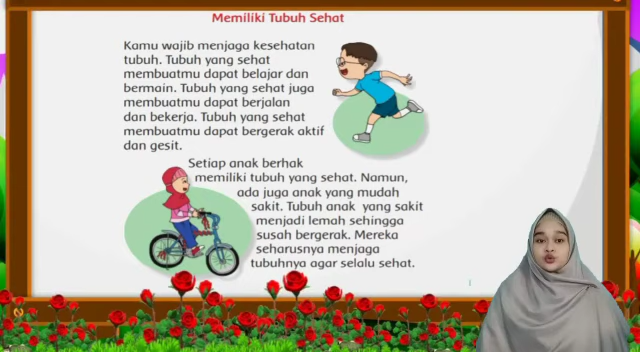 Memiliki Tubuh Sehat
Kamu wajib menjaga kesehatan
tubuh. Tubuh yang sehat
membuatmu dapat belajar dan
bermain. Tubuh yang sehat juga
membuatmu dapat berjalan
dan bekerja. Tubuh yang sehat
membuatmu dapat bergerak aktif
dan gesit.
Setiap anak berhak
memiliki tubuh yang sehat. Namun,
ada juga anak yang mudah
sakit. Tubuh anak yang sakit
menjadi lemah sehingga
susah bergerak. Mereka
seharusnya menjaga
tubuhnya agar selalu sehat.